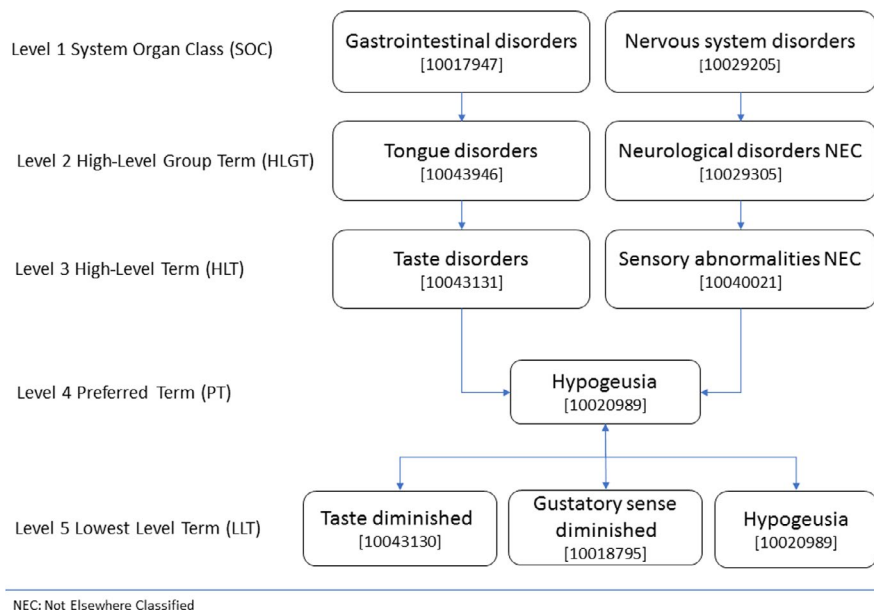 Level 1 System Organ Class (SOC)
Gastrointestinal disorders
[10017947]
Nervous system disorders
[10029205]
Level 2 High-Level Group Term (HLGT)
Tongue disorders
[10043946]
Neurological disorders NEC
[10029305]
Level 3 High-Level Term (HLT)
Taste disorders
[10043131]
Sensory abnormalities NEC
[10040021]
Level 4 Preferred Term (PT)
Hypogeusia
[10020989]
Level 5 Lowest Level Term (LLT)
Taste diminished
[10043130]
Gustatory sense
diminished
[10018795]
Hypogeusia
[10020989]
NEC: Not Elsewhere Classified